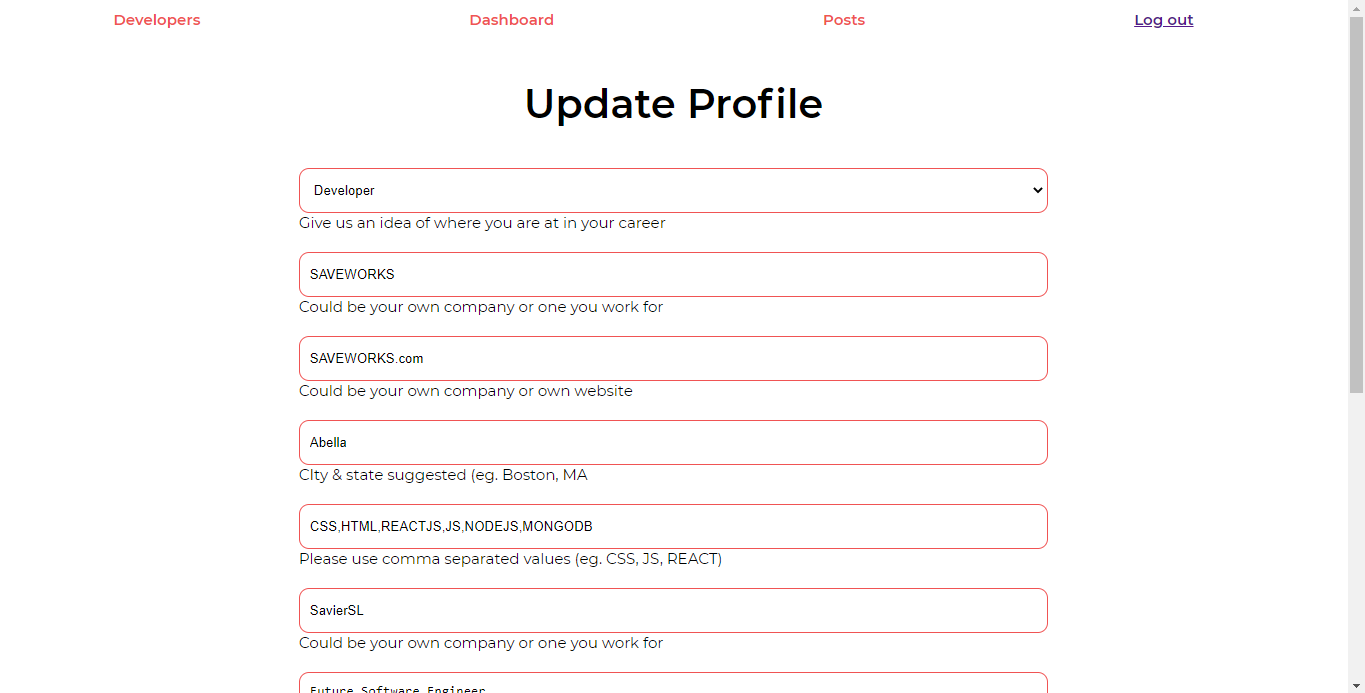 Developers Dashboard Posts Log out
Update Profile
Developer
Give us an idea of where you are at in your career
SAVEWORKS
Could be your own company or one you work for
SAVEWORKS.com
Could be your own company or own website
Abella
CIty & state suggested (eg. Boston, MA
CSS,HTML,REACTJS,JS,NODEJS,MONGODB
Please use comma separated values (eg. CSS, JS, REACT)
SavierSL
Could be your own company or one you work for
Future Software Engineer